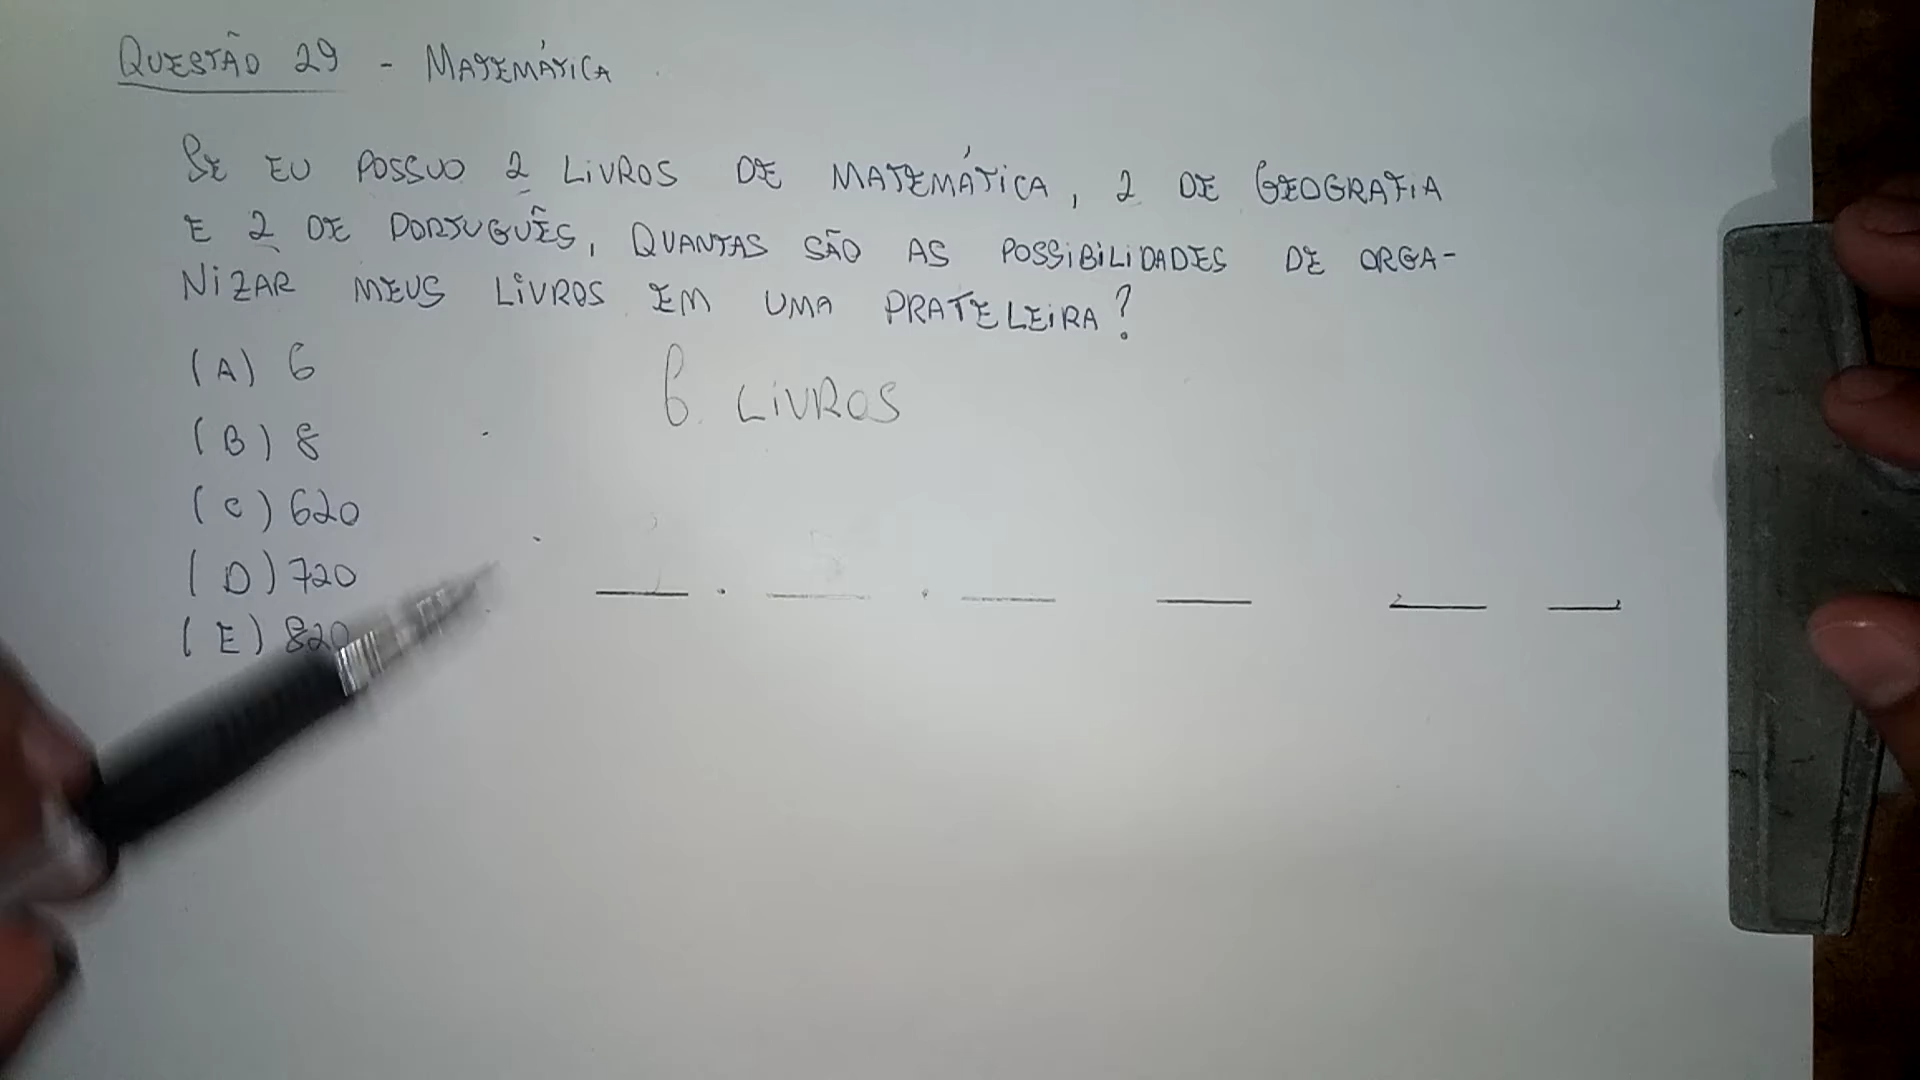 QUESTÃO 29 - MATEMÁTICA
SE EU POSSUO 2 LIVROS DE MATEMÁTICA, 2 DE GEOGRAFIA
E 2 DE PORTUGUÊS, QUANTAS SÃO AS POSSIBILIDADES DE ORGA-
NIZAR MEUS LIVROS EM UMA PRATELEIRA?
(A) 6
6 LIVROS
(B) 8
(C) 620
(D) 720
(E) 820